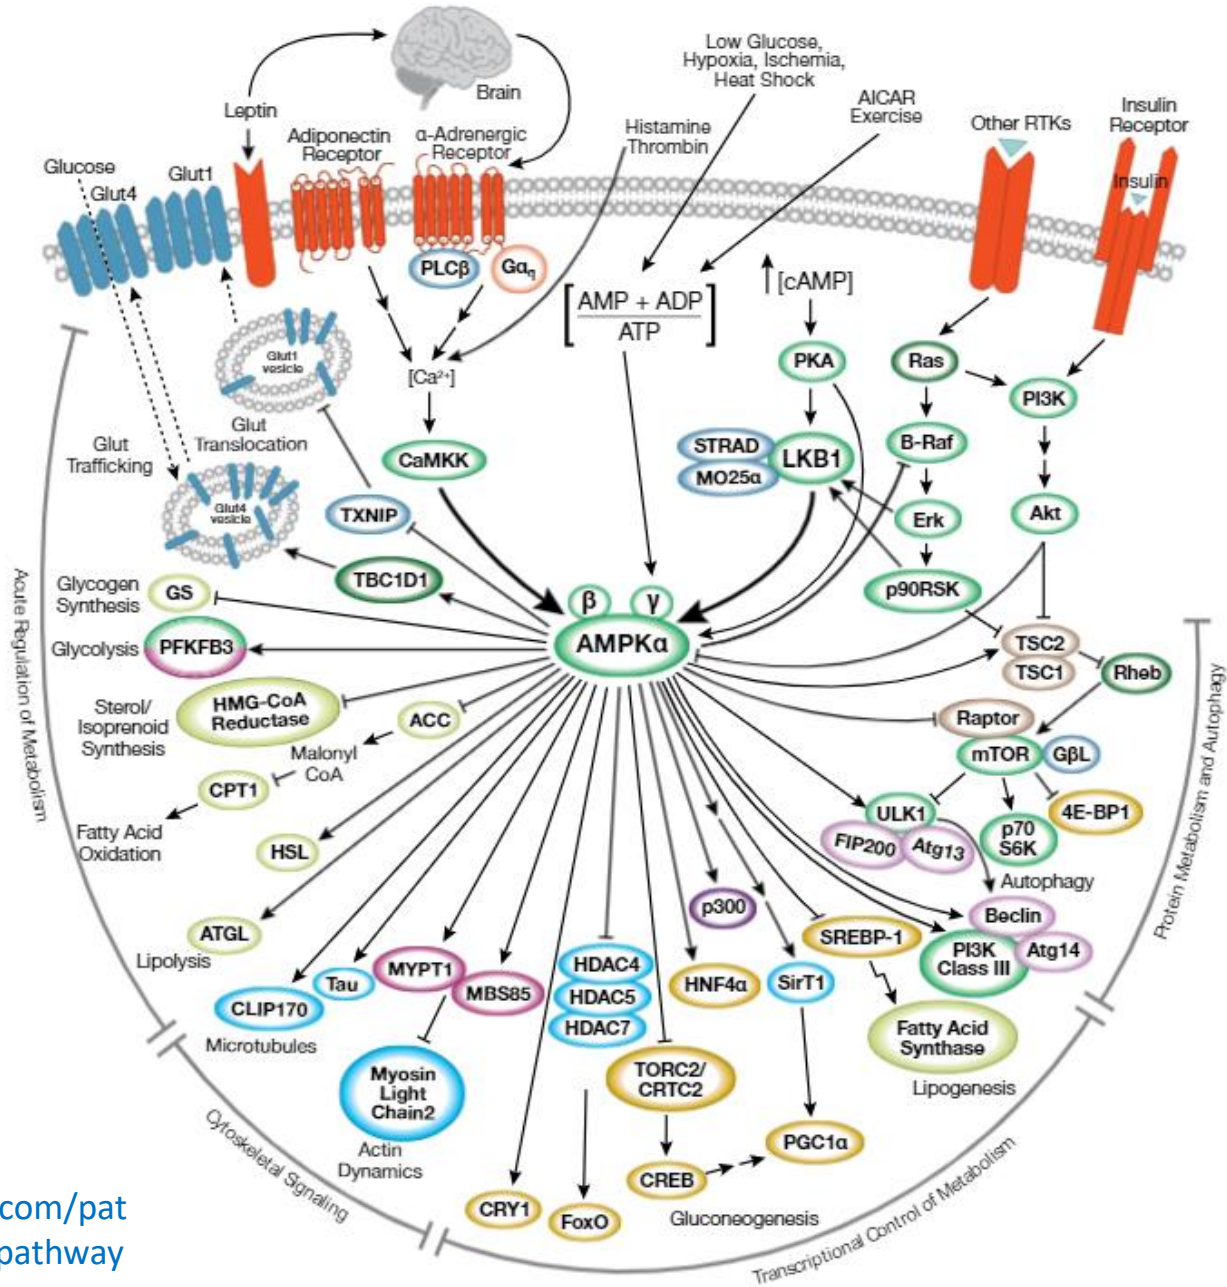 Brain
Low Glucose,
Hypoxia, Ischemia,
Heat Shock
AICAR
Exercise
Leptin
Adiponectin
Receptor
α-Adrenergic
Receptor
Histamine
Thrombin
Other RTKs
Insulin
Receptor
Insulin
Glucose
Glut4
Glut1
PLCβ
Gαq
[AMP + ADP
ATP]
[cAMP]
Glut1
vesicle
[Ca²⁺]
PKA
Ras
PI3K
Glut
Trafficking
Glut
Translocation
CaMKK
STRAD
MO25α
LKB1
B-Raf
Glut4
vesicle
TXNIP
Erk
Akt
TBC1D1
p90RSK
Glycogen
Synthesis
GS
β
γ
AMPKα
TSC2
TSC1
Rheb
Glycolysis
PFKFB3
Sterol/
Isoprenoid
Synthesis
HMG-CoA
Reductase
ACC
Malonyl
CoA
Raptor
mTOR
GβL
CPT1
Fatty Acid
Oxidation
ULK1
FIP200
Atg13
p70
S6K
4E-BP1
HSL
Autophagy
ATGL
Lipolysis
p300
Beclin
PI3K
Class III
Atg14
SREBP-1
CLIP170
Tau
Microtubules
MYPT1
MBS85
HDAC4
HDAC5
HDAC7
HNF4α
SirT1
Fatty Acid
Synthase
Lipogenesis
Myosin
Light
Chain2
Actin
Dynamics
TORC2/
CRTC2
PGC1α
CREB
CRY1
FoxO
Gluconeogenesis
Acute Regulation of Metabolism
Cytoskeletal Signaling
Transcriptional Control of Metabolism
Protein Metabolism and Autophagy
com/pat
pathway